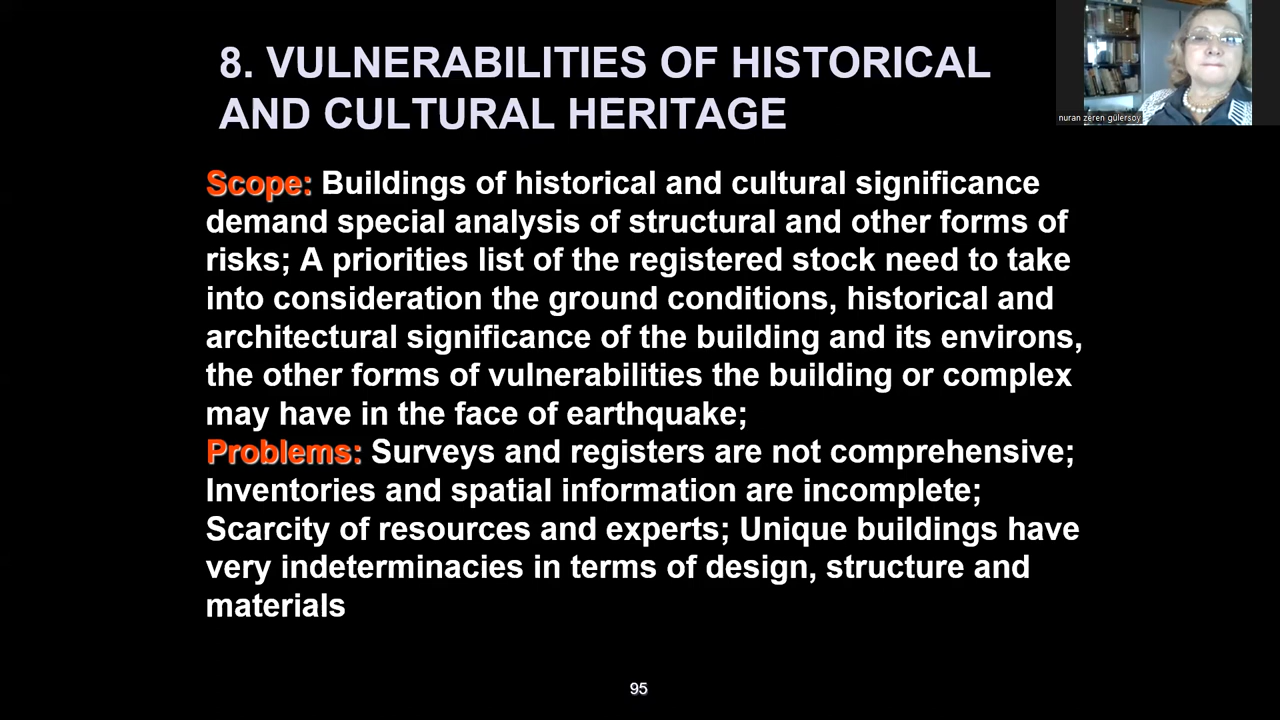 8. VULNERABILITIES OF HISTORICAL
AND CULTURAL HERITAGE
nuran zeren gülersoy
Scope: Buildings of historical and cultural significance
demand special analysis of structural and other forms of
risks; A priorities list of the registered stock need to take
into consideration the ground conditions, historical and
architectural significance of the building and its environs,
the other forms of vulnerabilities the building or complex
may have in the face of earthquake;
Problems: Surveys and registers are not comprehensive;
Inventories and spatial information are incomplete;
Scarcity of resources and experts; Unique buildings have
very indeterminacies in terms of design, structure and
materials
95